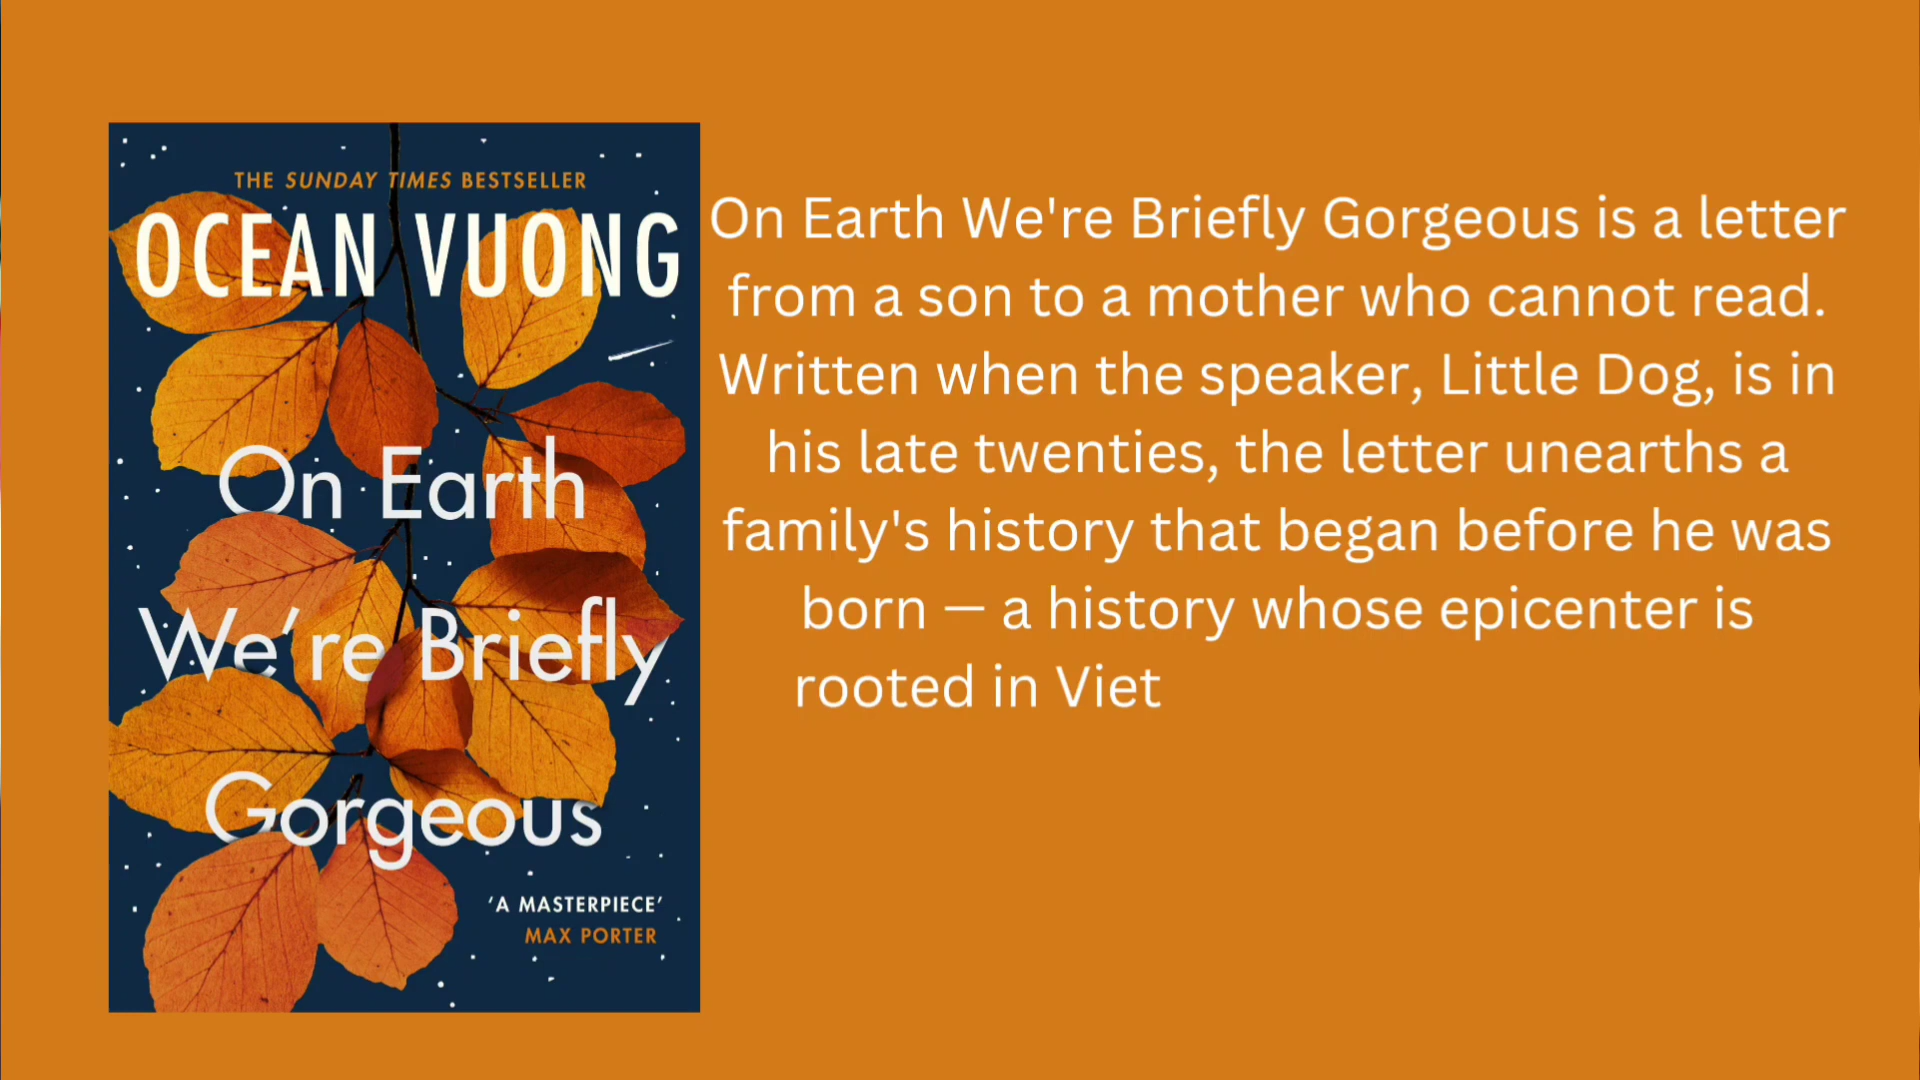 THE SUNDAY TIMES BESTSELLER
OCEAN VUONG
On Earth
We’re Briefly
Gorgeous
‘A MASTERPIECE’
MAX PORTER
On Earth We're Briefly Gorgeous is a letter
from a son to a mother who cannot read.
Written when the speaker, Little Dog, is in
his late twenties, the letter unearths a
family's history that began before he was
born — a history whose epicenter is
rooted in Viet